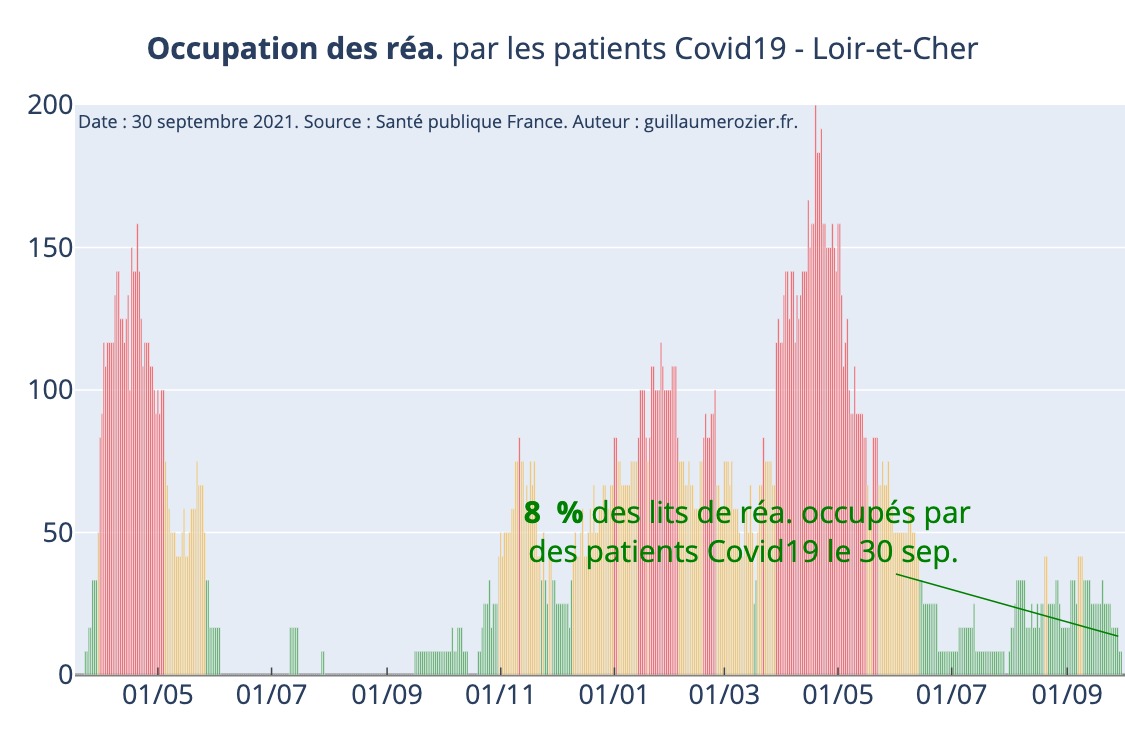 Occupation des réa. par les patients Covid19 - Loir-et-Cher
200
Date : 30 septembre 2021. Source : Santé publique France. Auteur : guillaumerozier.fr.
150
100
8 % des lits de réa. occupés par
50
des patients Covid19 le 30 sep.
0
01/05 01/07 01/09 01/11 01/01 01/03 01/05 01/07 01/09